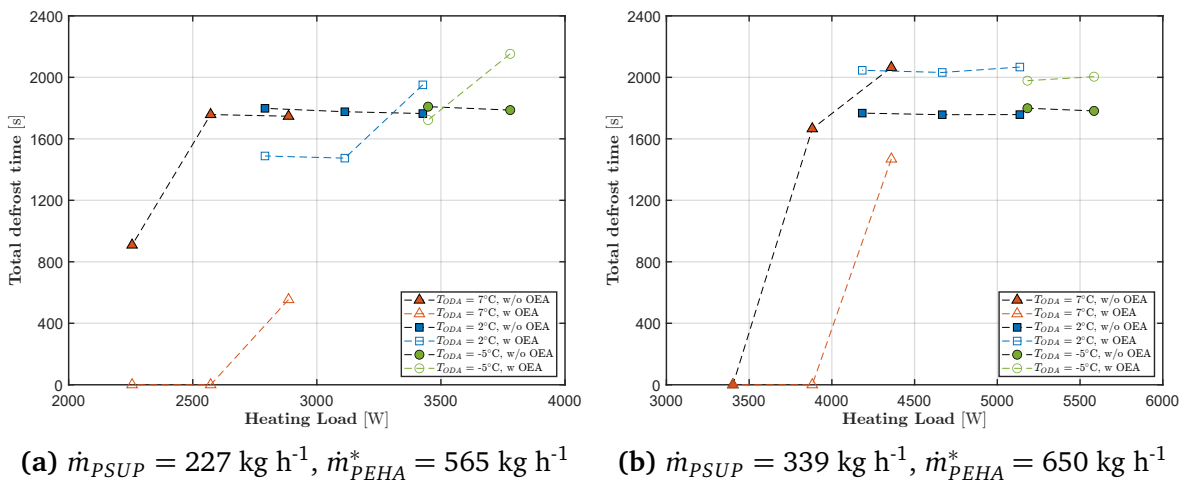 2400
2000
1600
1200
800
400
0
Total defrost time [s]
T_ODA = 7°C, w/o OEA
T_ODA = 7°C, w OEA
T_ODA = 2°C, w/o OEA
T_ODA = 2°C, w OEA
T_ODA = -5°C, w/o OEA
T_ODA = -5°C, w OEA
2000 2500 3000 3500 4000
Heating Load [W]
(a) ṁ_PSUP = 227 kg h⁻¹, ṁ*_PEHA = 565 kg h⁻¹
2400
2000
1600
1200
800
400
0
Total defrost time [s]
T_ODA = 7°C, w/o OEA
T_ODA = 7°C, w OEA
T_ODA = 2°C, w/o OEA
T_ODA = 2°C, w OEA
T_ODA = -5°C, w/o OEA
T_ODA = -5°C, w OEA
3000 3500 4000 4500 5000 5500 6000
Heating Load [W]
(b) ṁ_PSUP = 339 kg h⁻¹, ṁ*_PEHA = 650 kg h⁻¹